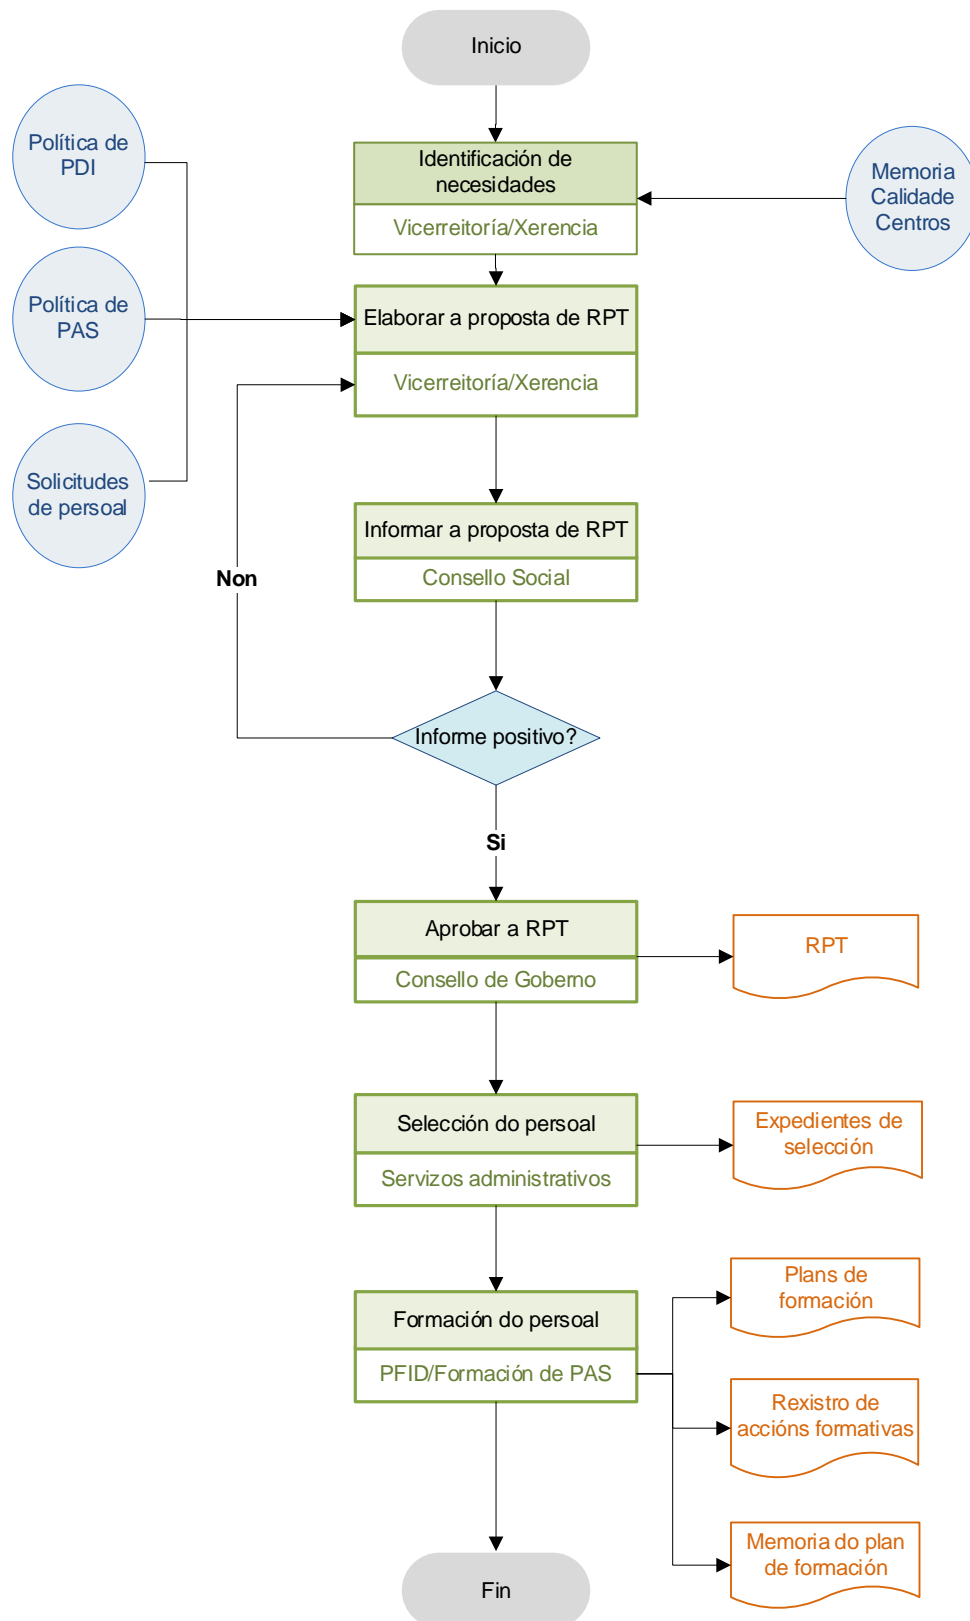 Inicio
Política de
PDI
Identificación de
necesidades
Vicerreitoría/Xerencia
Memoria
Calidade
Centros
Política de
PAS
Elaborar a proposta de RPT
Vicerreitoría/Xerencia
Solicitudes
de persoal
Informar a proposta de RPT
Consello Social
Non
Informe positivo?
Si
Aprobar a RPT
Consello de Goberno
RPT
Selección do persoal
Servizos administrativos
Expedientes de
selección
Formación do persoal
PFID/Formación de PAS
Plans de
formación
Rexistro de
accións formativas
Memoria do plan
de formación
Fin